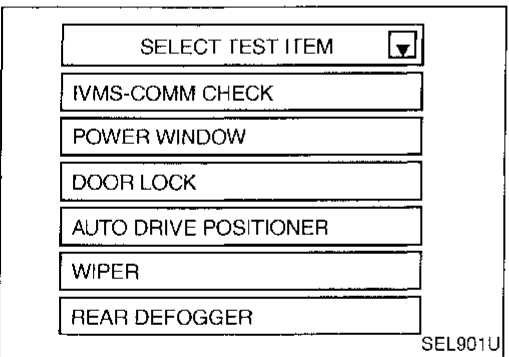 SELECT TEST ITEM
IVMS-COMM CHECK
POWER WINDOW
DOOR LOCK
AUTO DRIVE POSITIONER
WIPER
REAR DEFOGGER
SEL901U